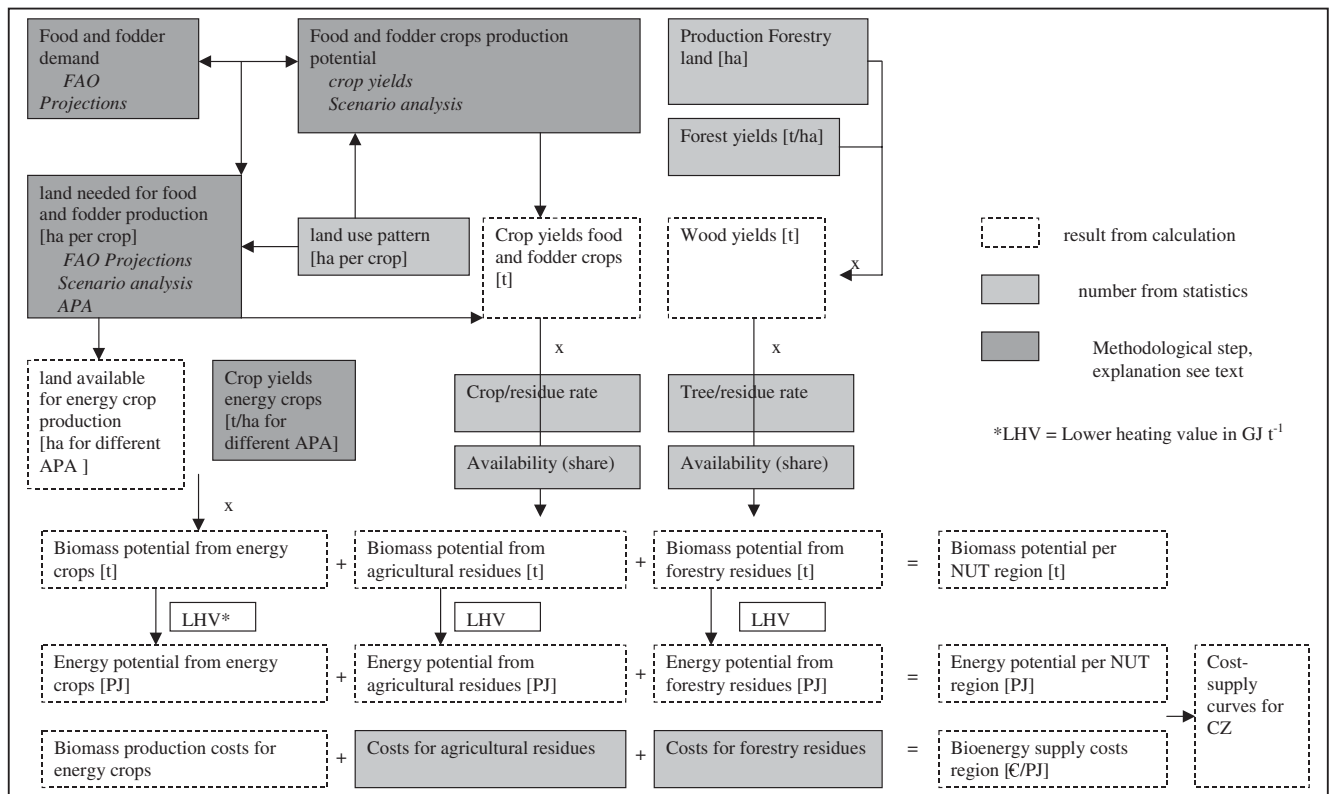 Food and fodder
demand
FAO
Projections
Food and fodder crops production
potential
crop yields
Scenario analysis
Production Forestry
land [ha]
Forest yields [t/ha]
land needed for food
and fodder production
[ha per crop]
FAO Projections
Scenario analysis
APA
land use pattern
[ha per crop]
Crop yields food
and fodder crops
[t]
Wood yields [t]
x
result from calculation
number from statistics
Methodological step,
explanation see text
*LHV = Lower heating value in GJ t-1
x
x
land available
for energy crop
production
[ha for different
APA ]
Crop yields
energy crops
[t/ha for
different APA]
Crop/residue rate
Tree/residue rate
Availability (share)
Availability (share)
x
Biomass potential from energy
crops [t]
+
Biomass potential from
agricultural residues [t]
+
Biomass potential from
forestry residues [t]
=
Biomass potential per
NUT region [t]
LHV*
LHV
LHV
Energy potential from energy
crops [PJ]
+
Energy potential from
agricultural residues [PJ]
+
Energy potential from
forestry residues [PJ]
=
Energy potential per NUT
region [PJ]
Cost-
supply
curves for
CZ
Biomass production costs for
energy crops
+
Costs for agricultural residues
+
Costs for forestry residues
=
Bioenergy supply costs
region [€/PJ]